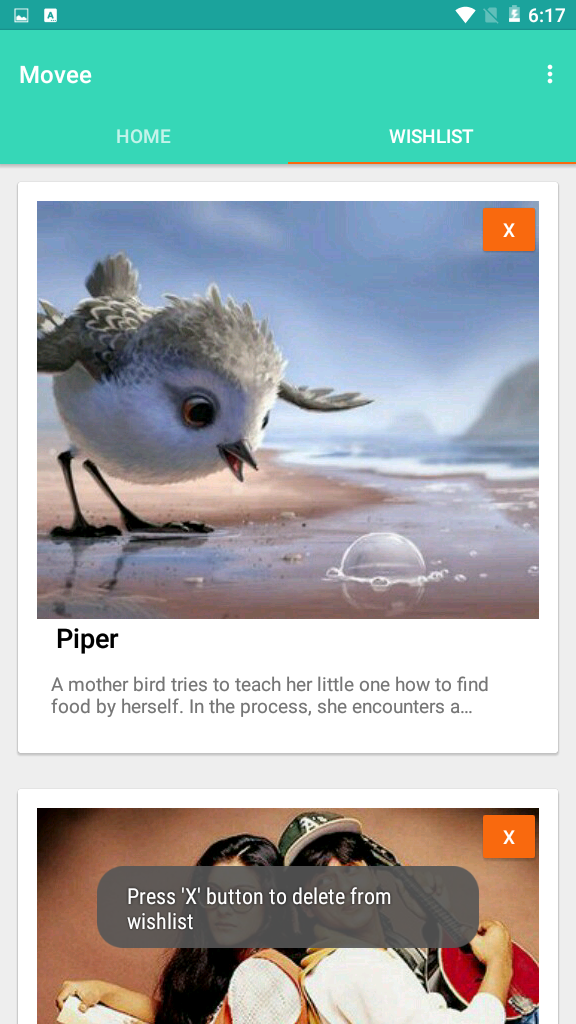 6:17
Movee
HOME
WISHLIST
X
Piper
A mother bird tries to teach her little one how to find
food by herself. In the process, she encounters a…
X
A's
Press 'X' button to delete from
wishlist